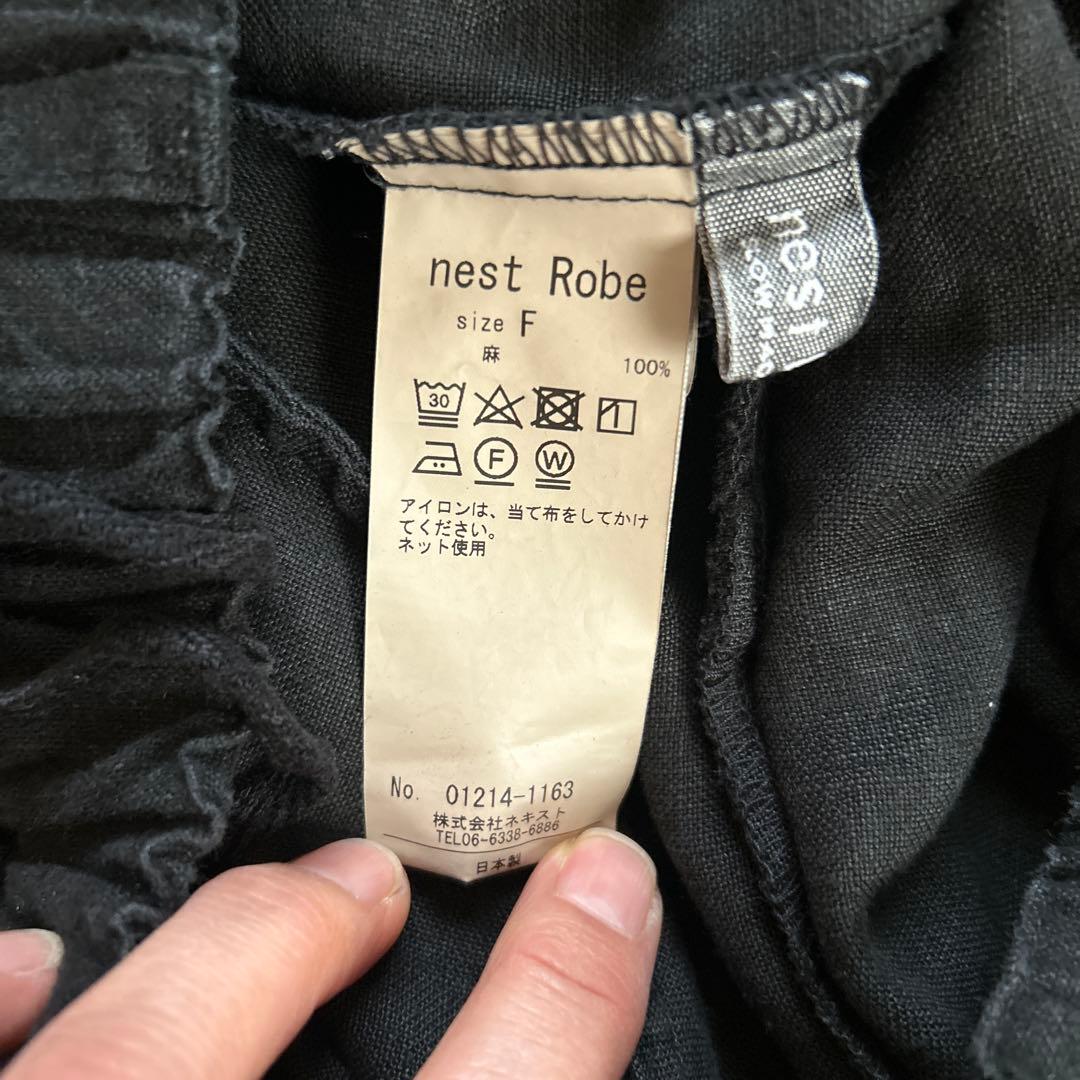 nest Robe
size F
麻 100%
30
F W
アイロンは、当て布をしてかけ
てください。
ネット使用
No. 01214-1163
株式会社ネキスト
TEL06-6338-6886
日本製
nest